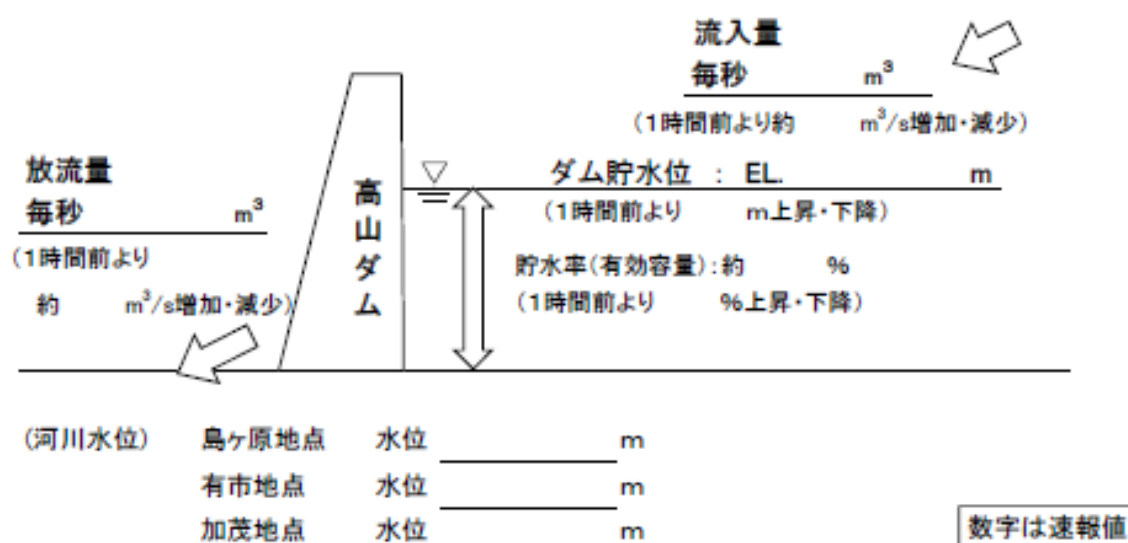 流入量
毎秒 m³
(1時間前より約 m³/s増加・減少)
放流量
毎秒 m³
(1時間前より
約 m³/s増加・減少)
高山ダム
ダム貯水位 : EL. m
(1時間前より m上昇・下降)
貯水率(有効容量):約 %
(1時間前より %上昇・下降)
(河川水位) 島ヶ原地点 水位 m
有市地点 水位 m
加茂地点 水位 m
数字は速報値